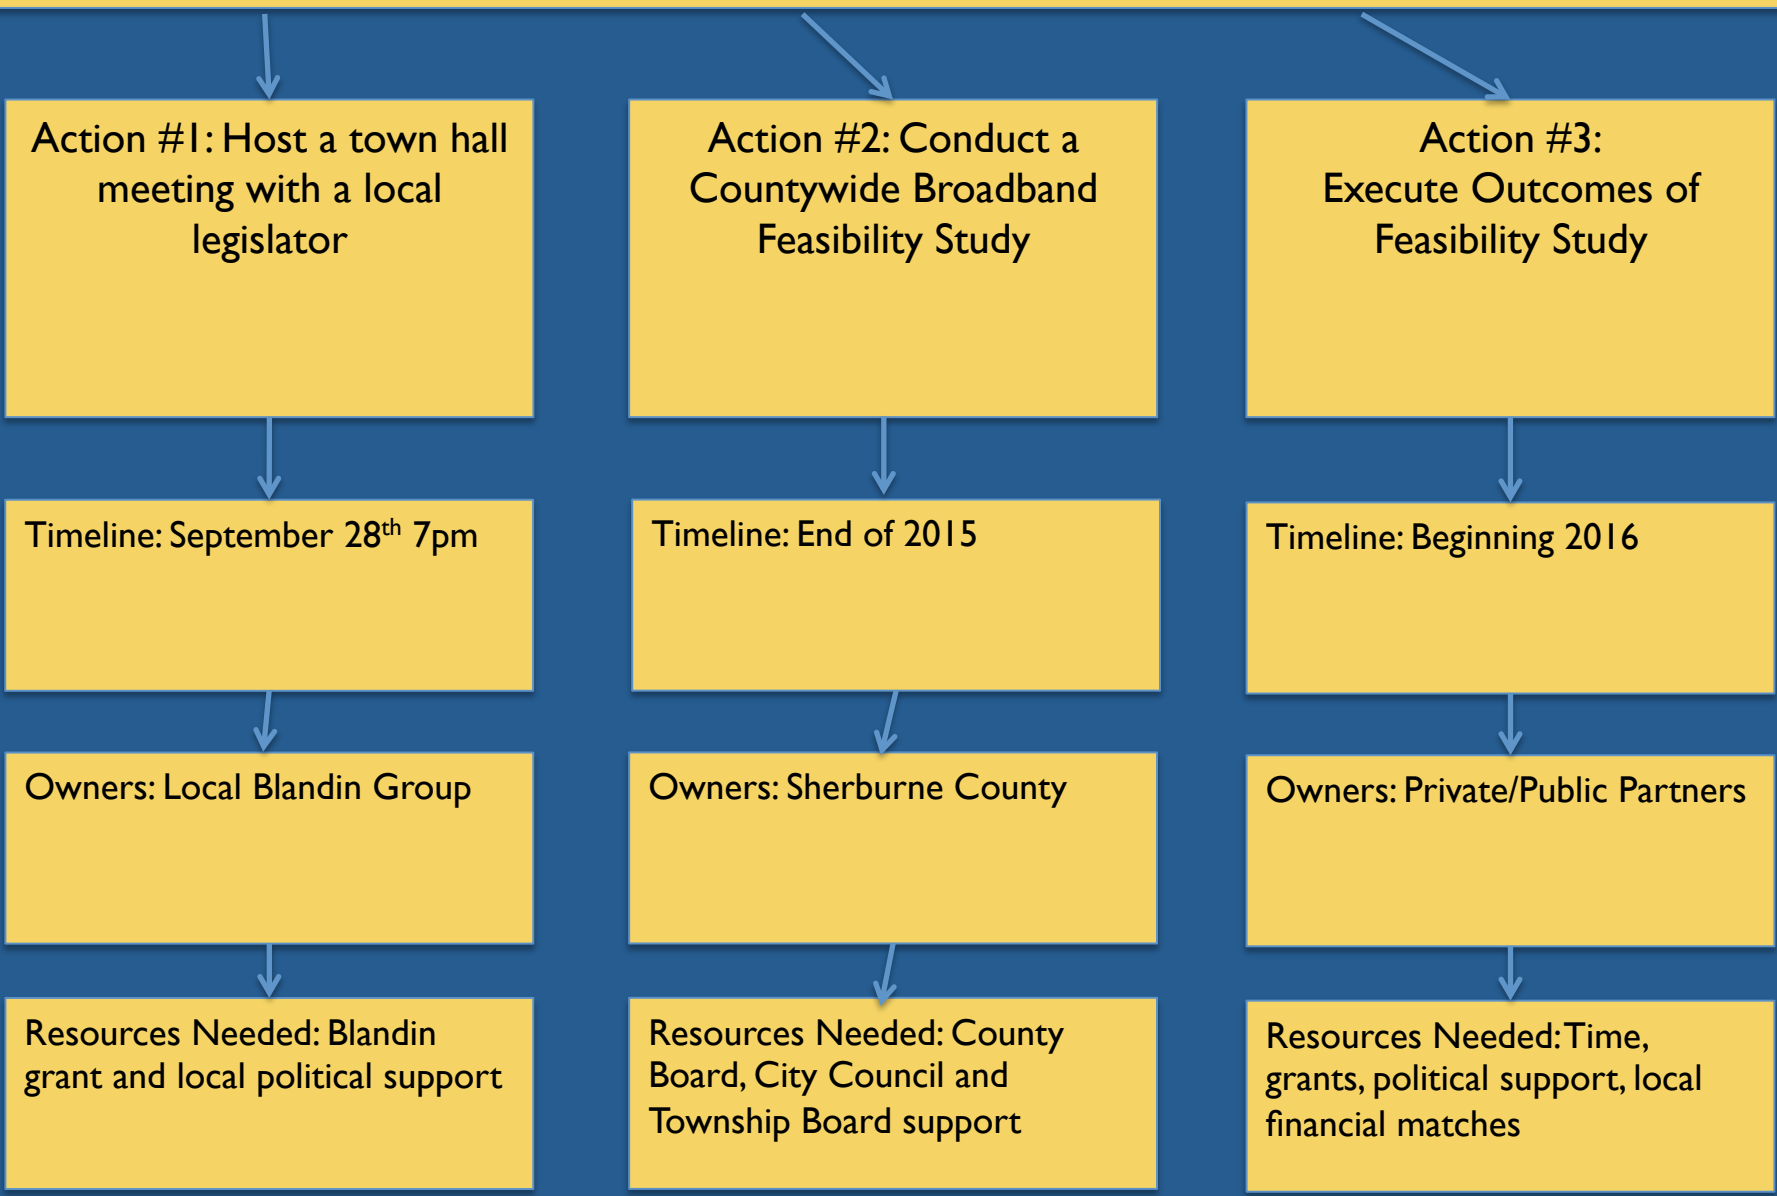 Action #1: Host a town hall
meeting with a local
legislator
Action #2: Conduct a
Countywide Broadband
Feasibility Study
Action #3:
Execute Outcomes of
Feasibility Study
Timeline: September 28th 7pm
Timeline: End of 2015
Timeline: Beginning 2016
Owners: Local Blandin Group
Owners: Sherburne County
Owners: Private/Public Partners
Resources Needed: Blandin
grant and local political support
Resources Needed: County
Board, City Council and
Township Board support
Resources Needed: Time,
grants, political support, local
financial matches